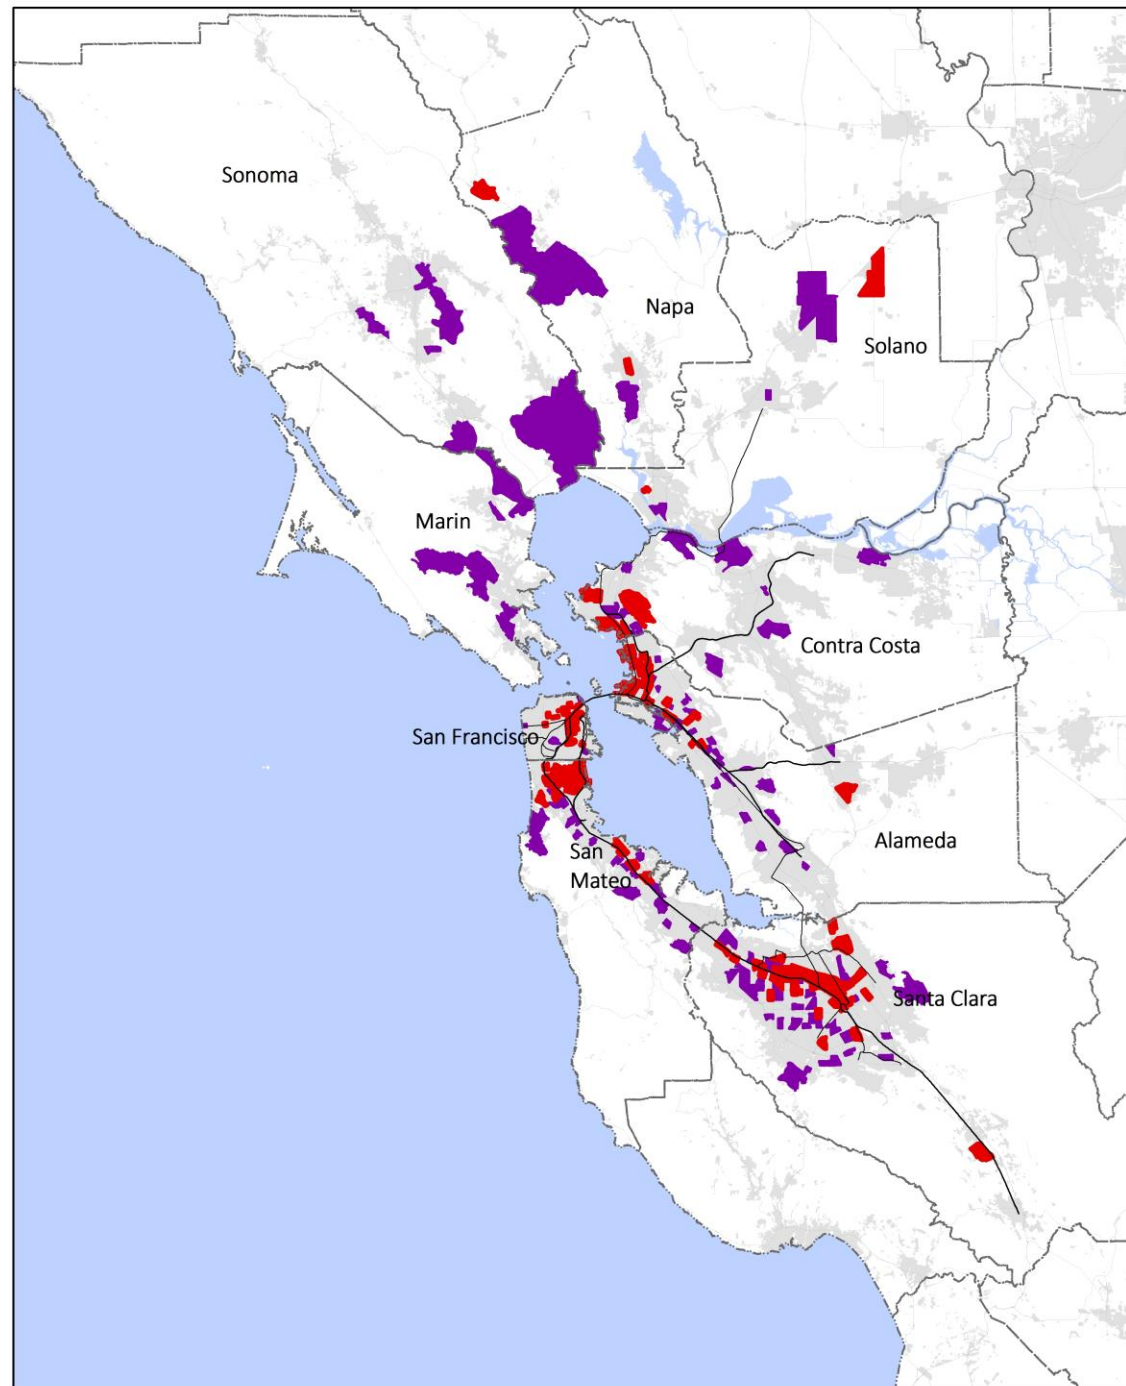 Sonoma
Napa
Solano
Marin
Contra Costa
San Francisco
Alameda
San
Mateo
Santa Clara